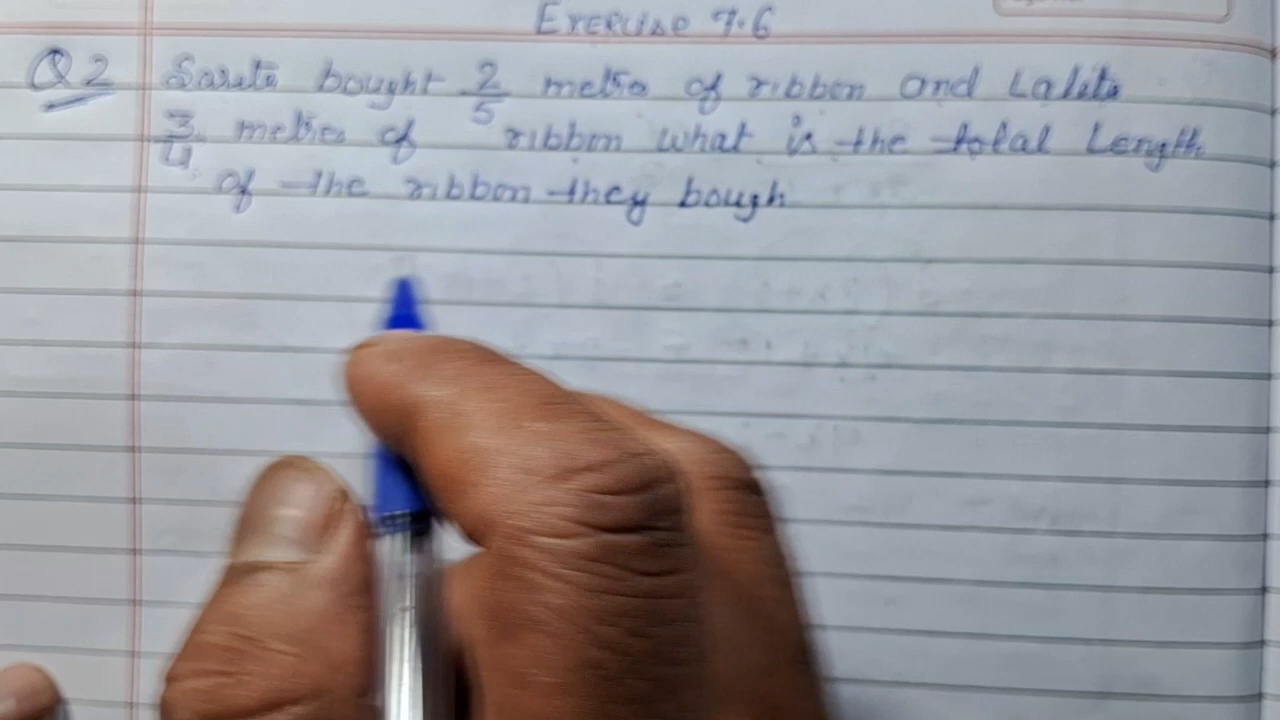 Exercise 7.6
Q2 Sarita bought 2/5 metre of ribbon and Lalita
3/4 metre of ribbon what is the total Length
of the ribbon they bough